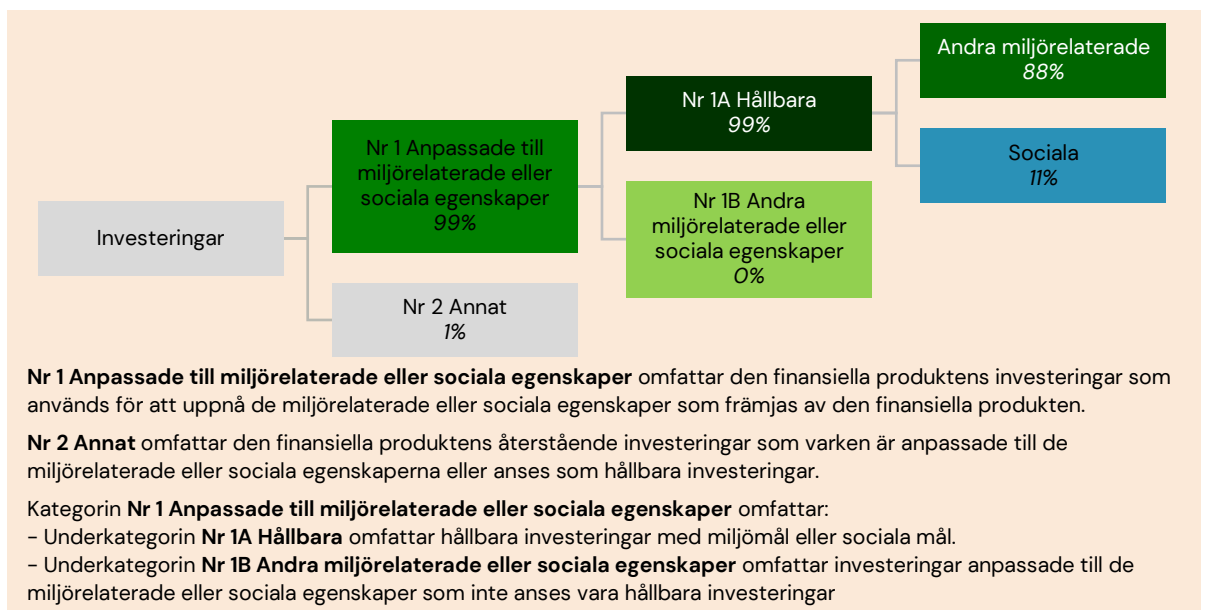 Andra miljörelaterade
88%
Nr 1A Hållbara
99%
Nr 1 Anpassade till
miljörelaterade eller
sociala egenskaper
99%
Sociala
11%
Nr 1B Andra
miljörelaterade eller
sociala egenskaper
0%
Investeringar
Nr 2 Annat
1%
Nr 1 Anpassade till miljörelaterade eller sociala egenskaper omfattar den finansiella produktens investeringar som
används för att uppnå de miljörelaterade eller sociala egenskaper som främjas av den finansiella produkten.
Nr 2 Annat omfattar den finansiella produktens återstående investeringar som varken är anpassade till de
miljörelaterade eller sociala egenskaperna eller anses som hållbara investeringar.
Kategorin Nr 1 Anpassade till miljörelaterade eller sociala egenskaper omfattar:
- Underkategorin Nr 1A Hållbara omfattar hållbara investeringar med miljömål eller sociala mål.
- Underkategorin Nr 1B Andra miljörelaterade eller sociala egenskaper omfattar investeringar anpassade till de
miljörelaterade eller sociala egenskaper som inte anses vara hållbara investeringar